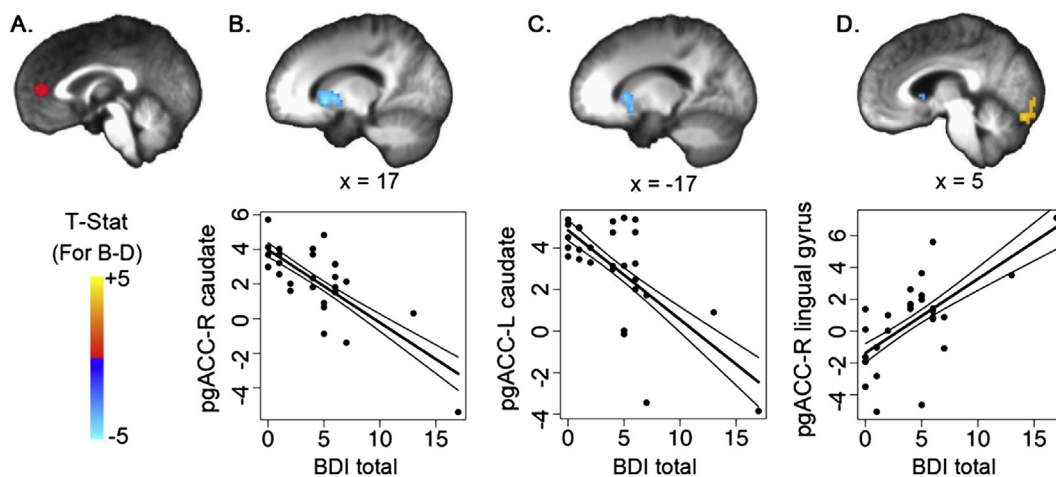 A.
B.
C.
D.
x = 17
x = -17
x = 5
T-Stat
(For B-D)
+5
-5
pgACC-R caudate
6
4
2
0
-2
-4
0
5
10
15
BDI total
pgACC-L caudate
4
2
0
-2
-4
0
5
10
15
BDI total
pgACC-R lingual gyrus
6
4
2
0
-2
-4
0
5
10
15
BDI total